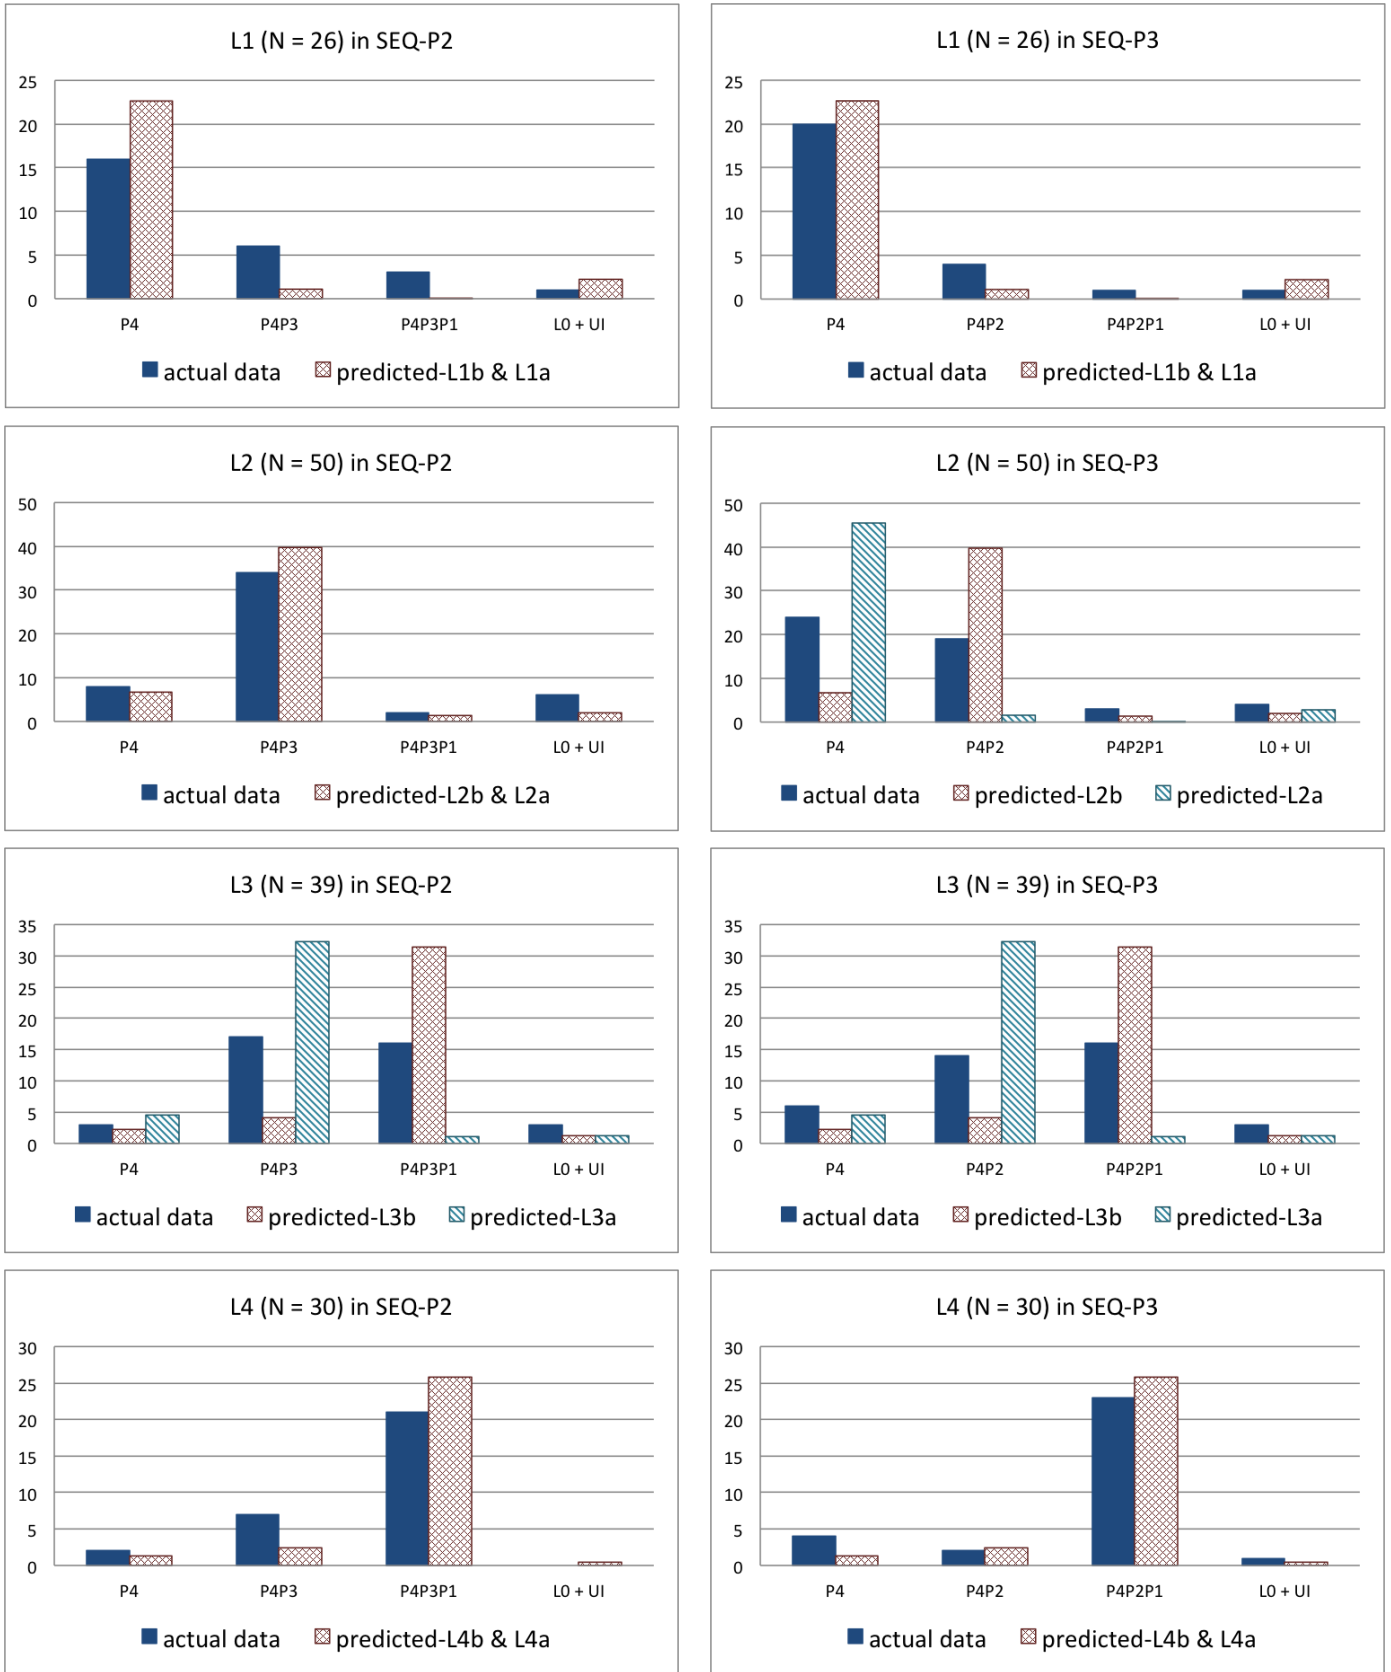 L1 (N = 26) in SEQ-P2
25
20
15
10
5
0
P4 P4P3 P4P3P1 L0 + UI
actual data predicted-L1b & L1a
L1 (N = 26) in SEQ-P3
25
20
15
10
5
0
P4 P4P2 P4P2P1 L0 + UI
actual data predicted-L1b & L1a
L2 (N = 50) in SEQ-P2
50
40
30
20
10
0
P4 P4P3 P4P3P1 L0 + UI
actual data predicted-L2b & L2a
L2 (N = 50) in SEQ-P3
50
40
30
20
10
0
P4 P4P2 P4P2P1 L0 + UI
actual data predicted-L2b predicted-L2a
L3 (N = 39) in SEQ-P2
35
30
25
20
15
10
5
0
P4 P4P3 P4P3P1 L0 + UI
actual data predicted-L3b predicted-L3a
L3 (N = 39) in SEQ-P3
35
30
25
20
15
10
5
0
P4 P4P2 P4P2P1 L0 + UI
actual data predicted-L3b predicted-L3a
L4 (N = 30) in SEQ-P2
30
25
20
15
10
5
0
P4 P4P3 P4P3P1 L0 + UI
actual data predicted-L4b & L4a
L4 (N = 30) in SEQ-P3
30
25
20
15
10
5
0
P4 P4P2 P4P2P1 L0 + UI
actual data predicted-L4b & L4a